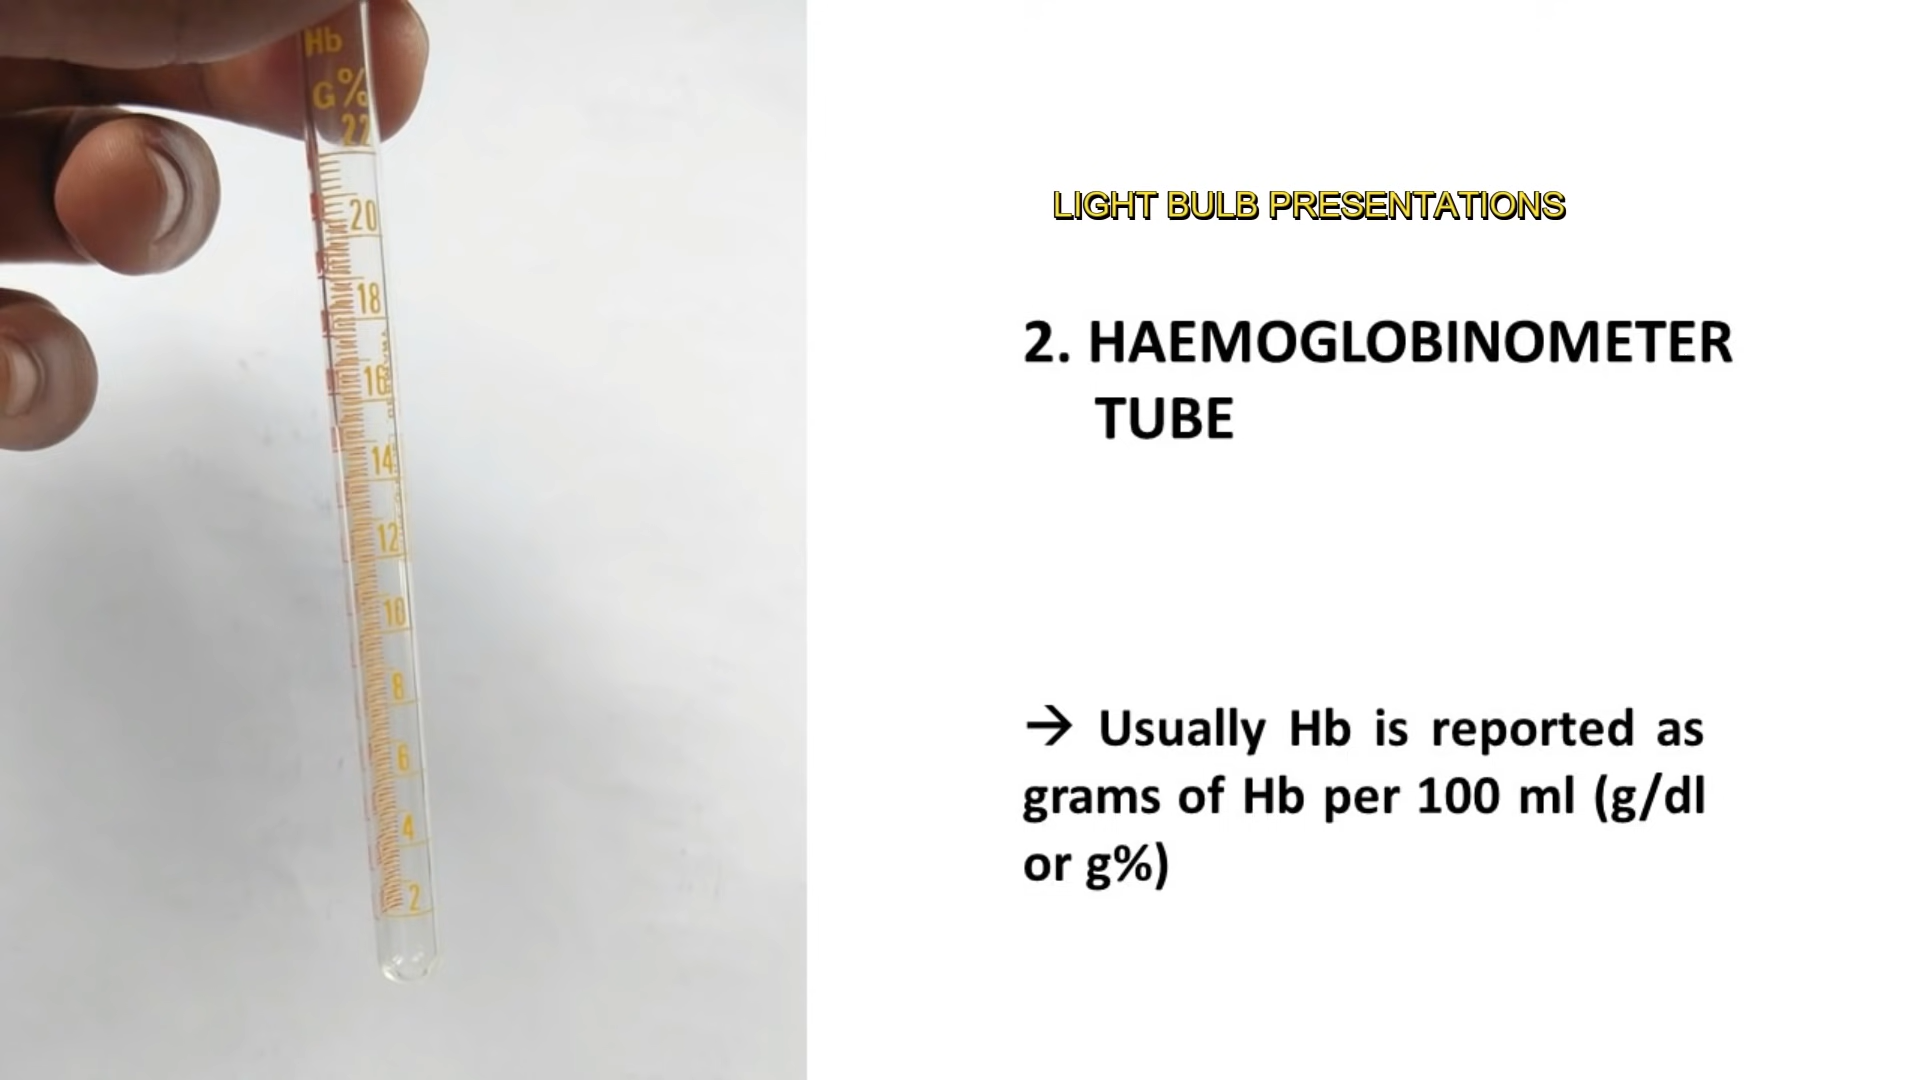 Hb
G%
22
20
18
16
14
12
10
8
6
4
2
LIGHT BULB PRESENTATIONS
2. HAEMOGLOBINOMETER
TUBE
→ Usually Hb is reported as
grams of Hb per 100 ml (g/dl
or g%)